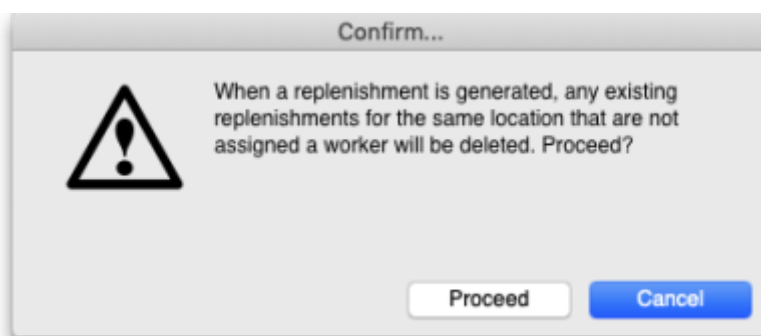 Confirm...
When a replenishment is generated, any existing
replenishments for the same location that are not
assigned a worker will be deleted. Proceed?
Proceed
Cancel